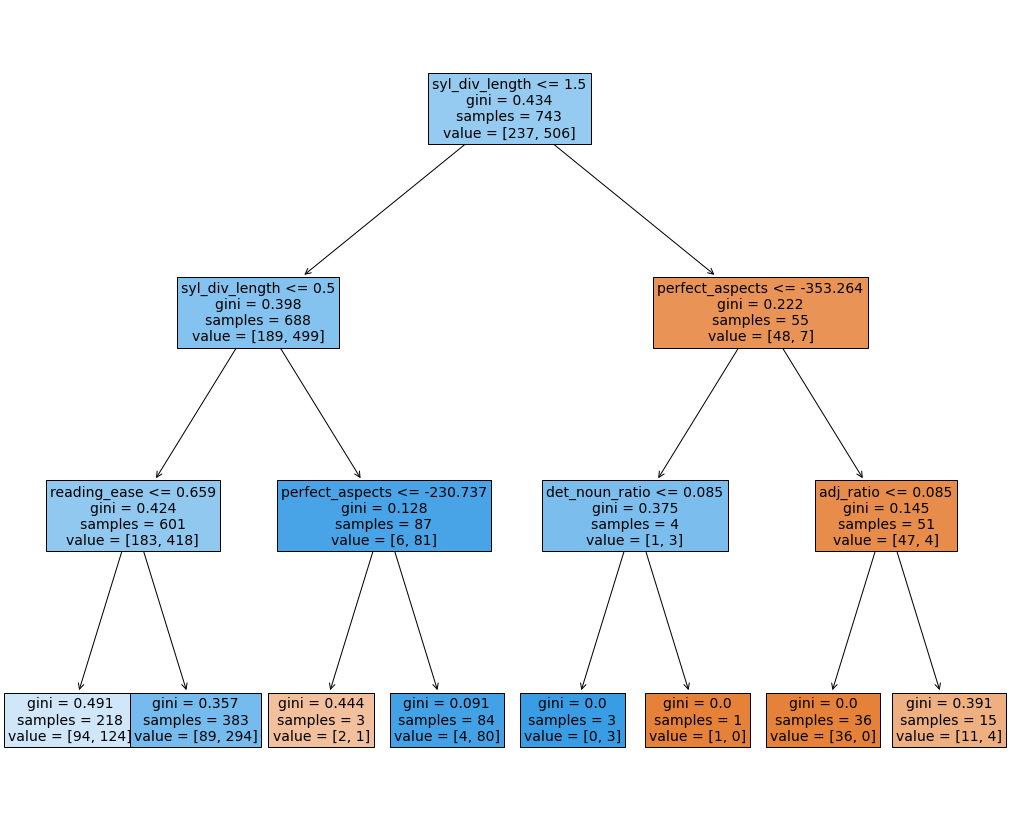 syl_div_length <= 1.5
gini = 0.434
samples = 743
value = [237, 506]
syl_div_length <= 0.5
gini = 0.398
samples = 688
value = [189, 499]
perfect_aspects <= -353.264
gini = 0.222
samples = 55
value = [48, 7]
reading_ease <= 0.659
gini = 0.424
samples = 601
value = [183, 418]
perfect_aspects <= -230.737
gini = 0.128
samples = 87
value = [6, 81]
det_noun_ratio <= 0.085
gini = 0.375
samples = 4
value = [1, 3]
adj_ratio <= 0.085
gini = 0.145
samples = 51
value = [47, 4]
gini = 0.491
samples = 218
value = [94, 124]
gini = 0.357
samples = 383
value = [89, 294]
gini = 0.444
samples = 3
value = [2, 1]
gini = 0.091
samples = 84
value = [4, 80]
gini = 0.0
samples = 3
value = [0, 3]
gini = 0.0
samples = 1
value = [1, 0]
gini = 0.0
samples = 36
value = [36, 0]
gini = 0.391
samples = 15
value = [11, 4]